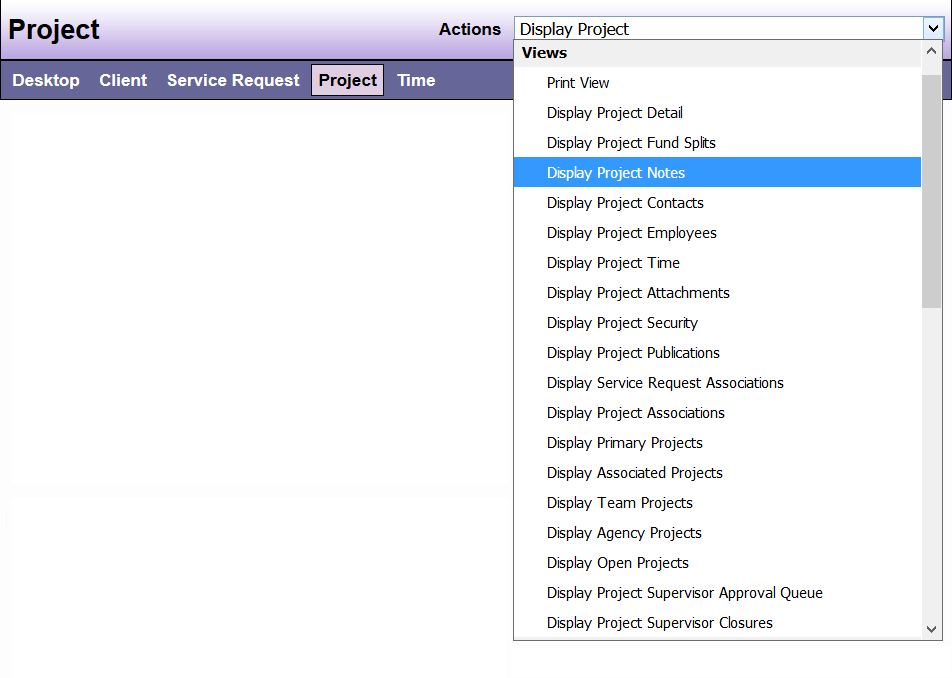 Project
Actions
Display Project
Desktop
Client
Service Request
Project
Time
Views
Print View
Display Project Detail
Display Project Fund Splits
Display Project Notes
Display Project Contacts
Display Project Employees
Display Project Time
Display Project Attachments
Display Project Security
Display Project Publications
Display Service Request Associations
Display Project Associations
Display Primary Projects
Display Associated Projects
Display Team Projects
Display Agency Projects
Display Open Projects
Display Project Supervisor Approval Queue
Display Project Supervisor Closures